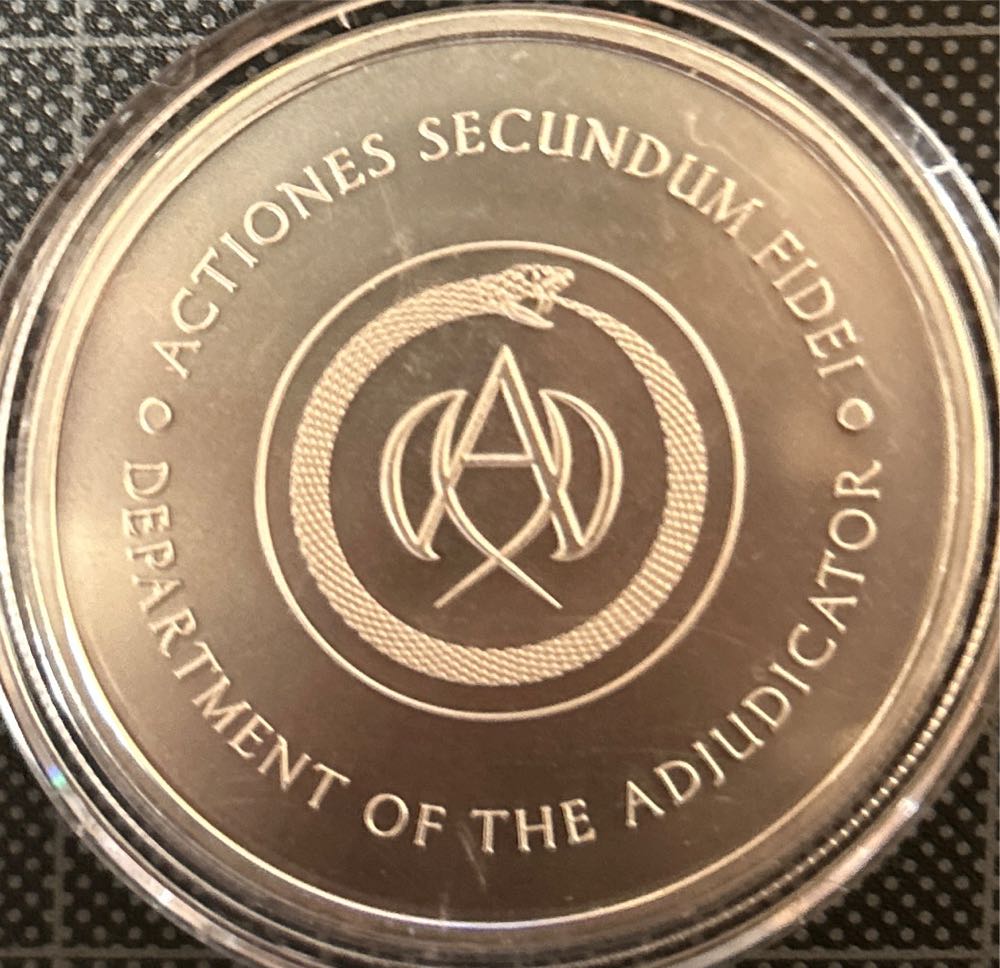 ACTIONES SECUNDUM FIDEI
DEPARTMENT OF THE ADJUDICATOR